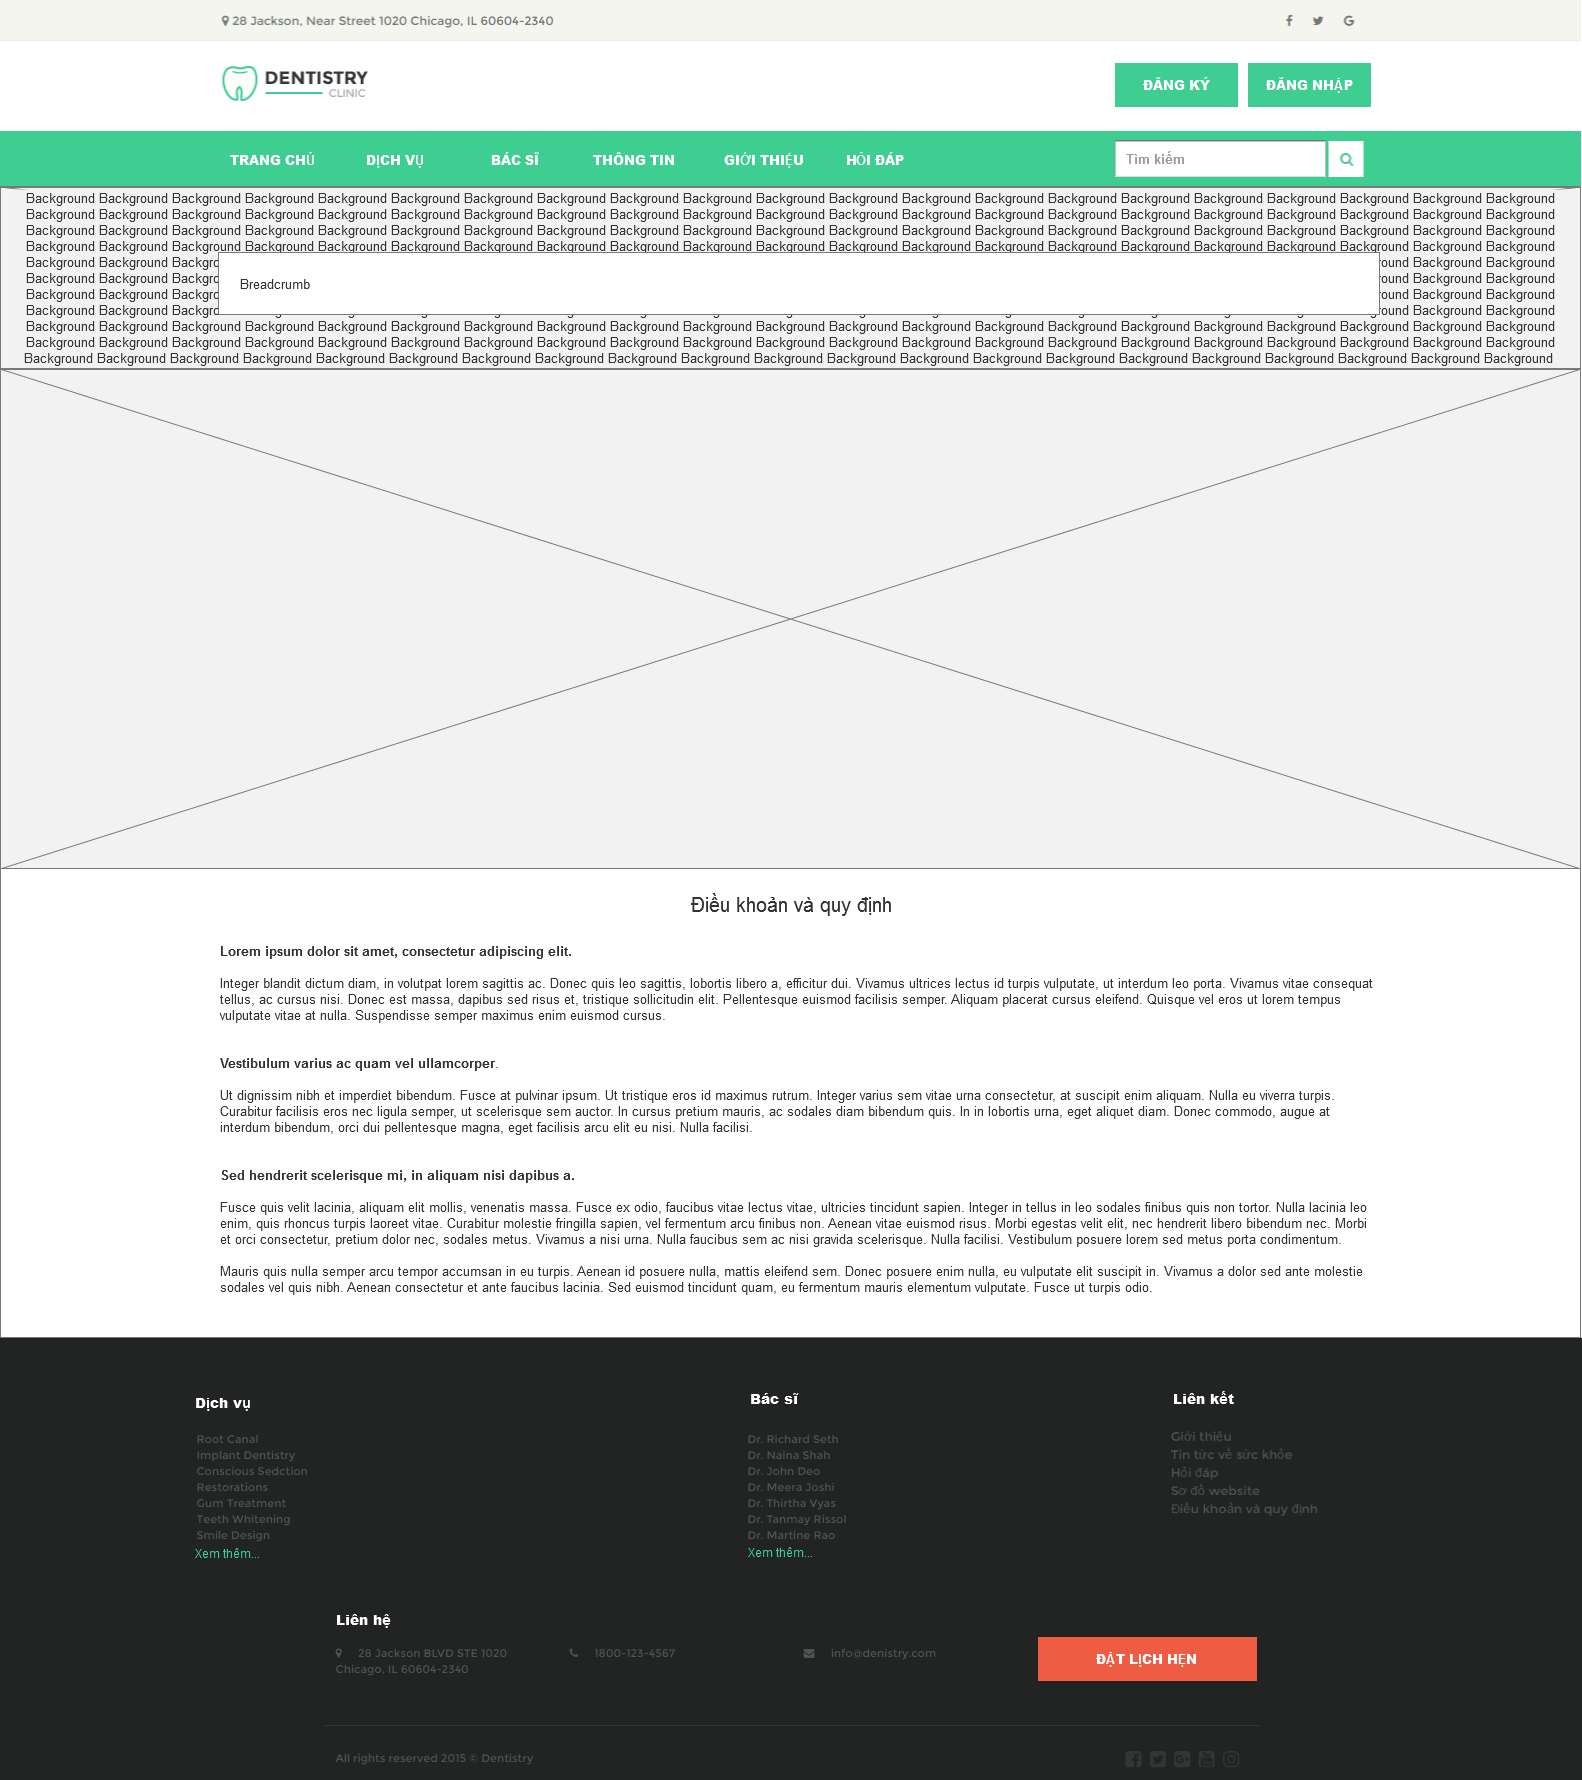 28 Jackson, Near Street 1020 Chicago, IL 60604-2340
DENTISTRY
CLINIC
ĐĂNG KÝ
ĐĂNG NHẬP
TRANG CHỦ
DỊCH VỤ
BÁC SĨ
THÔNG TIN
GIỚI THIỆU
HỎI ĐÁP
Tìm kiếm
Background Background Background Background Background Background Background Background Background Background Background Background Background Background Background Background Background Background Background Background Background
Background Background Background Background Background Background Background Background Background Background Background Background Background Background Background Background Background Background Background Background Background
Background Background Background Background Background Background Background Background Background Background Background Background Background Background Background Background Background Background Background Background Background
Background Background Background Background Background Background Background Background Background Background Background Background Background Background Background Background Background Background Background Background Background
Background Background Background Background
Background Background Background Background
Breadcrumb
Background Background Background Background
Background Background Background Background
Background Background Background Background Background Background Background Background Background Background Background Background Background Background Background Background Background Background Background Background Background
Background Background Background Background Background Background Background Background Background Background Background Background Background Background Background Background Background Background Background Background Background
Background Background Background Background Background Background Background Background Background Background Background Background Background Background Background Background Background Background Background Background Background
Điều khoản và quy định
Lorem ipsum dolor sit amet, consectetur adipiscing elit.
Integer blandit dictum diam, in volutpat lorem sagittis ac. Donec quis leo sagittis, lobortis libero a, efficitur dui. Vivamus ultrices lectus id turpis vulputate, ut interdum leo porta. Vivamus vitae consequat
tellus, ac cursus nisi. Donec est massa, dapibus sed risus et, tristique sollicitudin elit. Pellentesque euismod facilisis semper. Aliquam placerat cursus eleifend. Quisque vel eros ut lorem tempus
vulputate vitae at nulla. Suspendisse semper maximus enim euismod cursus.
Vestibulum varius ac quam vel ullamcorper.
Ut dignissim nibh et imperdiet bibendum. Fusce at pulvinar ipsum. Ut tristique eros id maximus rutrum. Integer varius sem vitae urna consectetur, at suscipit enim aliquam. Nulla eu viverra turpis.
Curabitur facilisis eros nec ligula semper, ut scelerisque sem auctor. In cursus pretium mauris, ac sodales diam bibendum quis. In in lobortis urna, eget aliquet diam. Donec commodo, augue at
interdum bibendum, orci dui pellentesque magna, eget facilisis arcu elit eu nisi. Nulla facilisi.
Sed hendrerit scelerisque mi, in aliquam nisi dapibus a.
Fusce quis velit lacinia, aliquam elit mollis, venenatis massa. Fusce ex odio, faucibus vitae lectus vitae, ultricies tincidunt sapien. Integer in tellus in leo sodales finibus quis non tortor. Nulla lacinia leo
enim, quis rhoncus turpis laoreet vitae. Curabitur molestie fringilla sapien, vel fermentum arcu finibus non. Aenean vitae euismod risus. Morbi egestas velit elit, nec hendrerit libero bibendum nec. Morbi
et orci consectetur, pretium dolor nec, sodales metus. Vivamus a nisi urna. Nulla faucibus sem ac nisi gravida scelerisque. Nulla facilisi. Vestibulum posuere lorem sed metus porta condimentum.
Mauris quis nulla semper arcu tempor accumsan in eu turpis. Aenean id posuere nulla, mattis eleifend sem. Donec posuere enim nulla, eu vulputate elit suscipit in. Vivamus a dolor sed ante molestie
sodales vel quis nibh. Aenean consectetur et ante faucibus lacinia. Sed euismod tincidunt quam, eu fermentum mauris elementum vulputate. Fusce ut turpis odio.
Dịch vụ
Root Canal
Implant Dentistry
Conscious Sedction
Restorations
Gum Treatment
Teeth Whitening
Smile Design
Xem thêm...
Bác sĩ
Dr. Richard Seth
Dr. Naina Shah
Dr. John Deo
Dr. Meera Joshi
Dr. Thirtha Vyas
Dr. Tanmay Rissol
Dr. Martine Rao
Xem thêm...
Liên kết
Giới thiệu
Tin tức về sức khỏe
Hỏi đáp
Sơ đồ website
Điều khoản và quy định
Liên hệ
28 Jackson BLVD STE 1020
Chicago, IL 60604-2340
1800-123-4567
info@denistry.com
ĐẶT LỊCH HẸN
All rights reserved 2015 © Dentistry